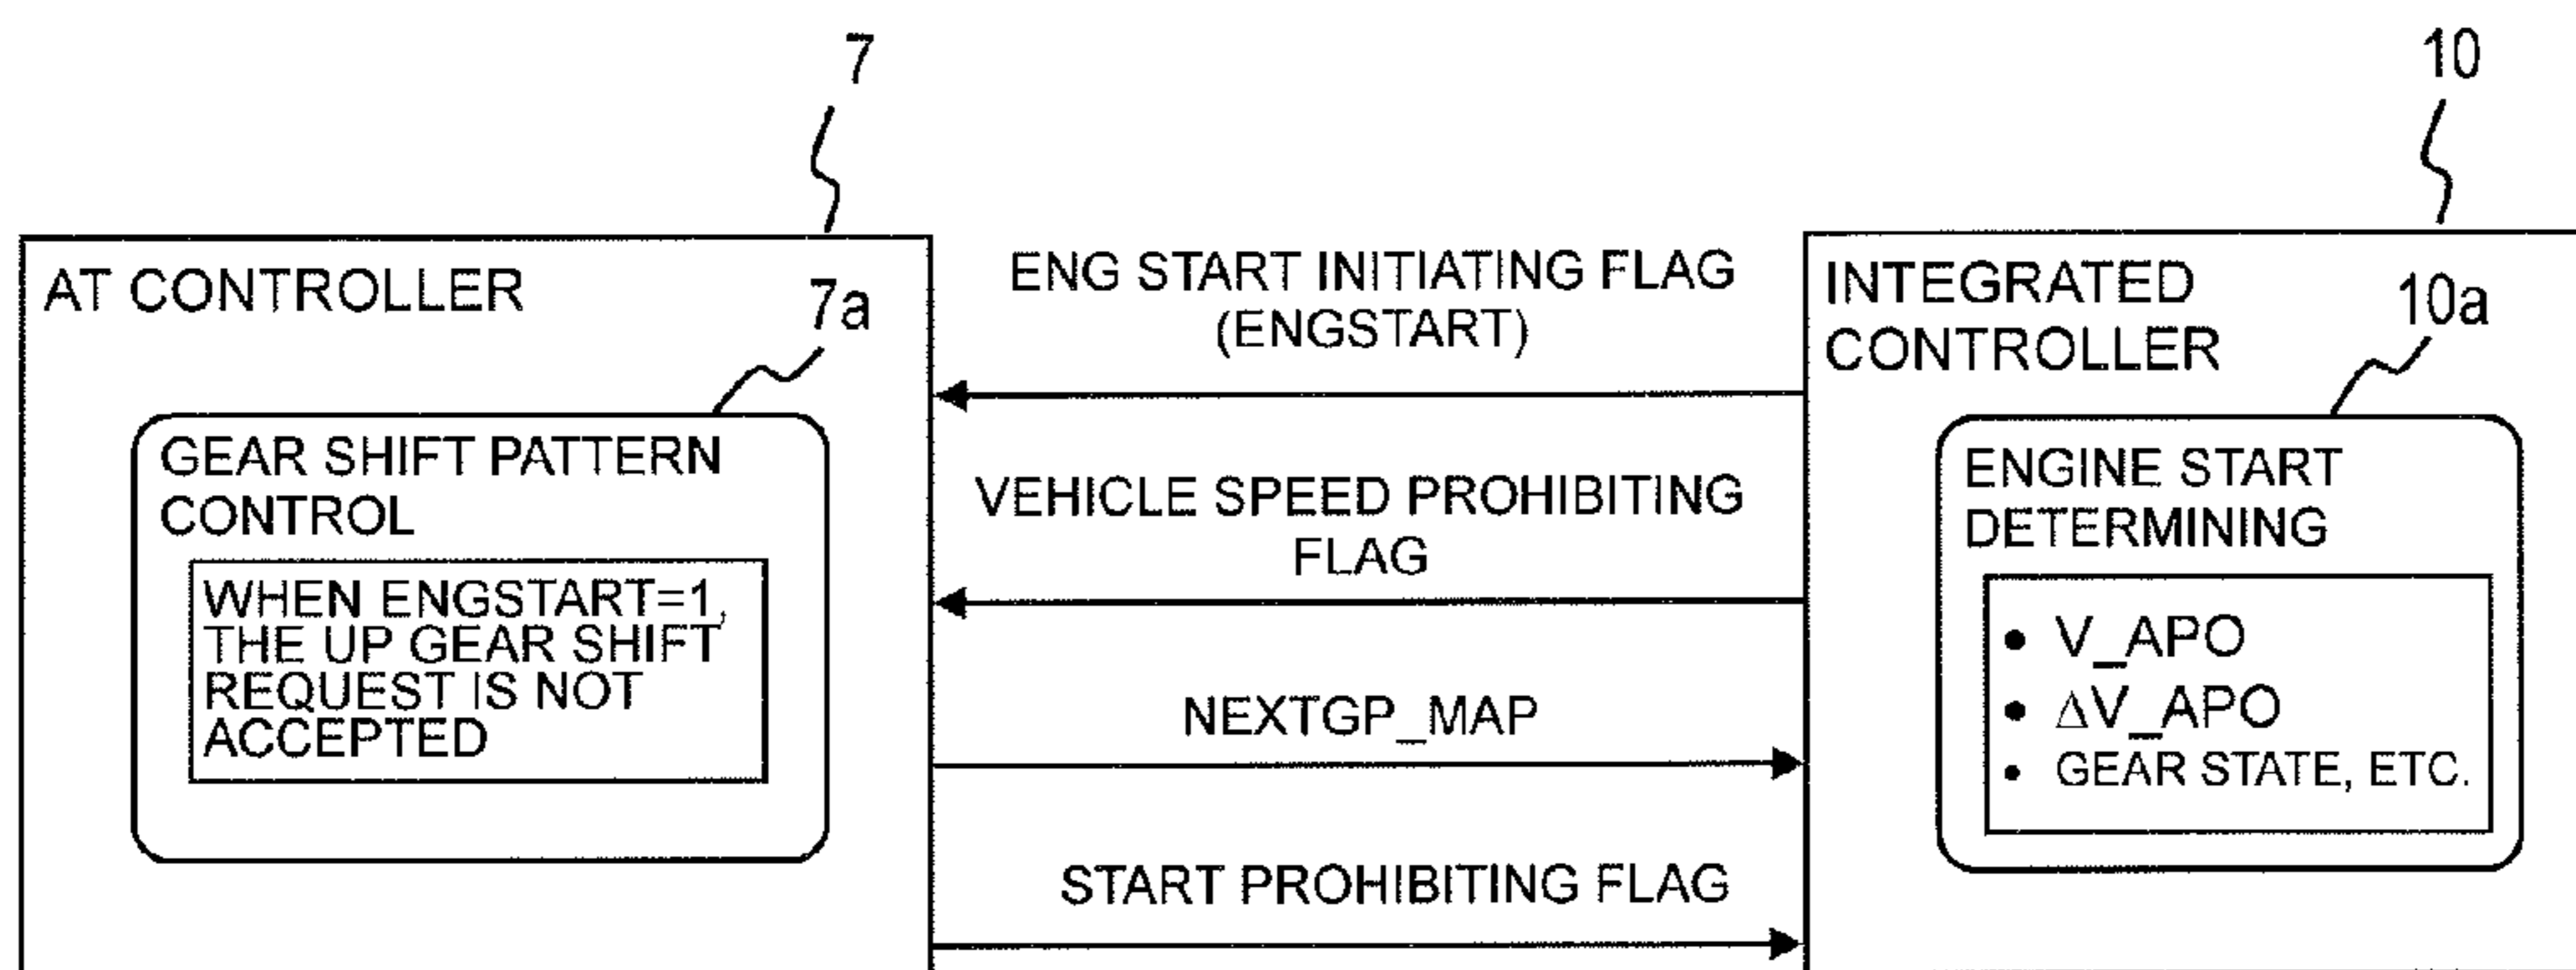 7
10
AT CONTROLLER
7a
GEAR SHIFT PATTERN
CONTROL
WHEN ENGSTART=1,
THE UP GEAR SHIFT
REQUEST IS NOT
ACCEPTED
ENG START INITIATING FLAG
(ENGSTART)
VEHICLE SPEED PROHIBITING
FLAG
NEXTGP_MAP
START PROHIBITING FLAG
INTEGRATED
CONTROLLER
10a
ENGINE START
DETERMINING
• V_APO
• ΔV_APO
• GEAR STATE, ETC.